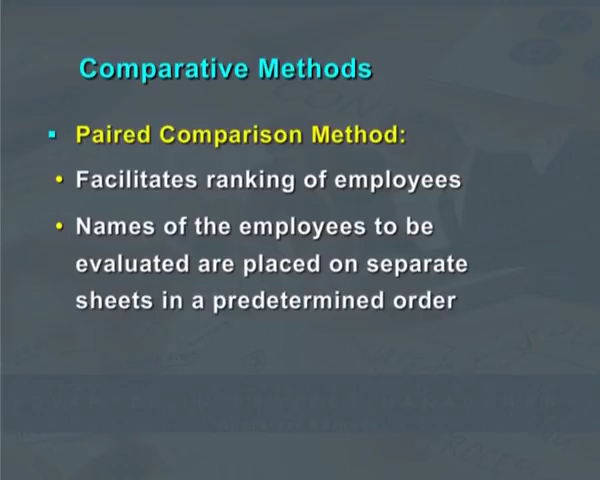 Comparative Methods
Paired Comparison Method:
Facilitates ranking of employees
Names of the employees to be
evaluated are placed on separate
sheets in a predetermined order